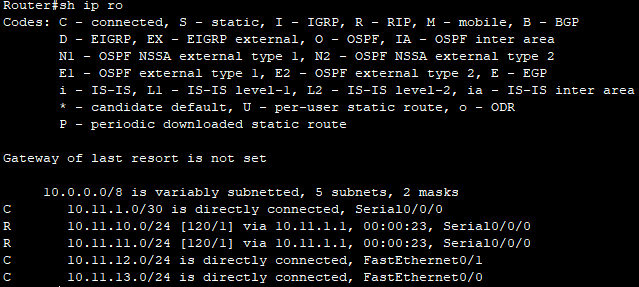 Router#sh ip ro
Codes: C - connected, S - static, I - IGRP, R - RIP, M - mobile, B - BGP
       D - EIGRP, EX - EIGRP external, O - OSPF, IA - OSPF inter area
       N1 - OSPF NSSA external type 1, N2 - OSPF NSSA external type 2
       E1 - OSPF external type 1, E2 - OSPF external type 2, E - EGP
       i - IS-IS, L1 - IS-IS level-1, L2 - IS-IS level-2, ia - IS-IS inter area
       * - candidate default, U - per-user static route, o - ODR
       P - periodic downloaded static route

Gateway of last resort is not set

     10.0.0.0/8 is variably subnetted, 5 subnets, 2 masks
C       10.11.1.0/30 is directly connected, Serial0/0/0
R       10.11.10.0/24 [120/1] via 10.11.1.1, 00:00:23, Serial0/0/0
R       10.11.11.0/24 [120/1] via 10.11.1.1, 00:00:23, Serial0/0/0
C       10.11.12.0/24 is directly connected, FastEthernet0/1
C       10.11.13.0/24 is directly connected, FastEthernet0/0